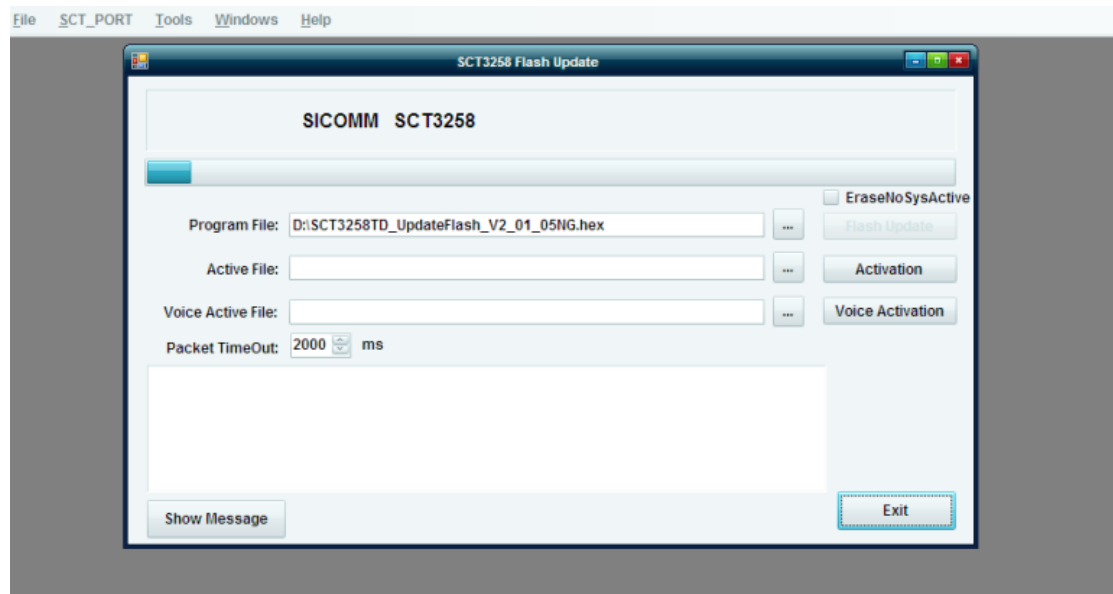 File SCT_PORT Tools Windows Help
SCT3258 Flash Update
SICOMM SCT3258
EraseNoSysActive
Program File: D:\SCT3258TD_UpdateFlash_V2_01_05NG.hex ... Flash Update
Active File: ... Activation
Voice Active File: ... Voice Activation
Packet TimeOut: 2000 ms
Show Message Exit